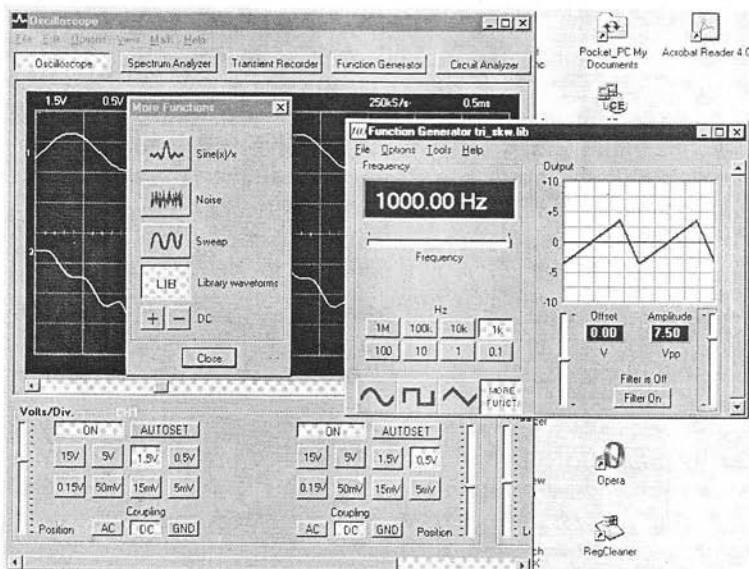 Oscilloscope
File Edit Options View Math Help
Oscilloscope Spectrum Analyzer Transient Recorder Function Generator Circuit Analyzer
1.5V 0.5V 250kS/s 0.5ms
1
2
More Functions
Sine(x)/x
Noise
Sweep
LIB Library waveforms
+ - DC
Close
Function Generator tri_skw.lib
File Options Tools Help
Frequency
1000.00 Hz
Frequency
Hz
1M 100k 10k 1k
100 10 1 0.1
MORE
FUNCT
Output
+10
+5
0
-5
-10
Offset Amplitude
0.00 7.50
V Vpp
Filter is Off
Filter On
Volts/Div. CH1
ON AUTOSET
15V 5V 1.5V 0.5V
0.15V 50mV 15mV 5mV
Coupling
Position AC DC GND
ON AUTOSET
15V 5V 1.5V 0.5V
0.15V 50mV 15mV 5mV
Coupling
AC DC GND Position
Pocket_PC My
Documents
Acrobat Reader 4.0
Opera
RegCleaner